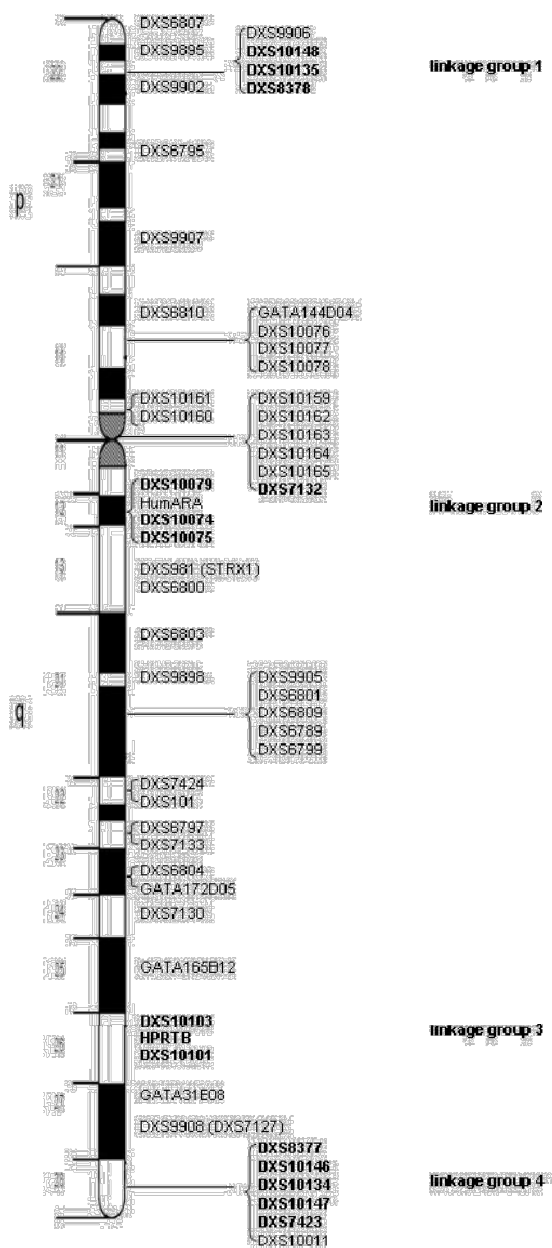 DXS6807
DXS9906
DXS9895
DXS10148
DXS10135
linkage group 1
DXS9902
DXS8378
DXS6795
p
DXS9907
DXS6810
GATA144D04
DXS10076
DXS10077
DXS10078
DXS10161
DXS10160
DXS10159
DXS10162
DXS10163
DXS10164
DXS10165
DXS7132
DXS10079
HumARA
linkage group 2
DXS10074
DXS10075
DXS981 (STRX1)
DXS6800
DXS6803
DXS9898
DXS9905
DXS6801
DXS6809
DXS6789
DXS6799
q
DXS7424
DXS101
DXS6797
DXS7133
DXS6804
GATA172D05
DXS7130
GATA165B12
DXS10103
HPRTB
DXS10101
linkage group 3
GATA31E08
DXS9908 (DXS7127)
DXS8377
DXS10146
DXS10134
DXS10147
DXS7423
DXS10011
linkage group 4